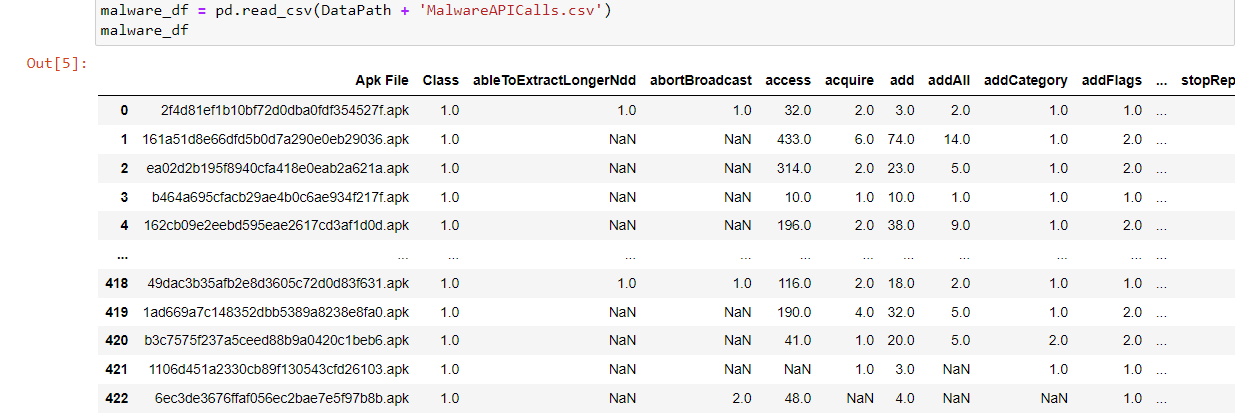 malware_df = pd.read_csv(DataPath + 'MalwareAPICalls.csv')
malware_df
Out[5]:
Apk File Class ableToExtractLongerNdd abortBroadcast access acquire add addAll addCategory addFlags ... stopRep
0 2f4d81ef1b10bf72d0dba0fdf354527f.apk 1.0 1.0 1.0 32.0 2.0 3.0 2.0 1.0 1.0 ...
1 161a51d8e66dfd5b0d7a290e0eb29036.apk 1.0 NaN NaN 433.0 6.0 74.0 14.0 1.0 2.0 ...
2 ea02d2b195f8940cfa418e0eab2a621a.apk 1.0 NaN NaN 314.0 2.0 23.0 5.0 1.0 2.0 ...
3 b464a695cfacb29ae4b0c6ae934f217f.apk 1.0 NaN NaN 10.0 1.0 10.0 1.0 1.0 1.0 ...
4 162cb09e2eebd595eae2617cd3af1d0d.apk 1.0 NaN NaN 196.0 2.0 38.0 9.0 1.0 2.0 ...
... ... ... ... ... ... ... ... ... ... ... ...
418 49dac3b35afb2e8d3605c72d0d83f631.apk 1.0 1.0 1.0 116.0 2.0 18.0 2.0 1.0 1.0 ...
419 1ad669a7c148352dbb5389a8238e8fa0.apk 1.0 NaN NaN 190.0 4.0 32.0 5.0 1.0 2.0 ...
420 b3c7575f237a5ceed88b9a0420c1beb6.apk 1.0 NaN NaN 41.0 1.0 20.0 5.0 2.0 2.0 ...
421 1106d451a2330cb89f130543cfd26103.apk 1.0 NaN NaN NaN 1.0 3.0 NaN 1.0 1.0 ...
422 6ec3de3676ffaf056ec2bae7e5f97b8b.apk 1.0 NaN 2.0 48.0 NaN 4.0 NaN NaN 1.0 ...